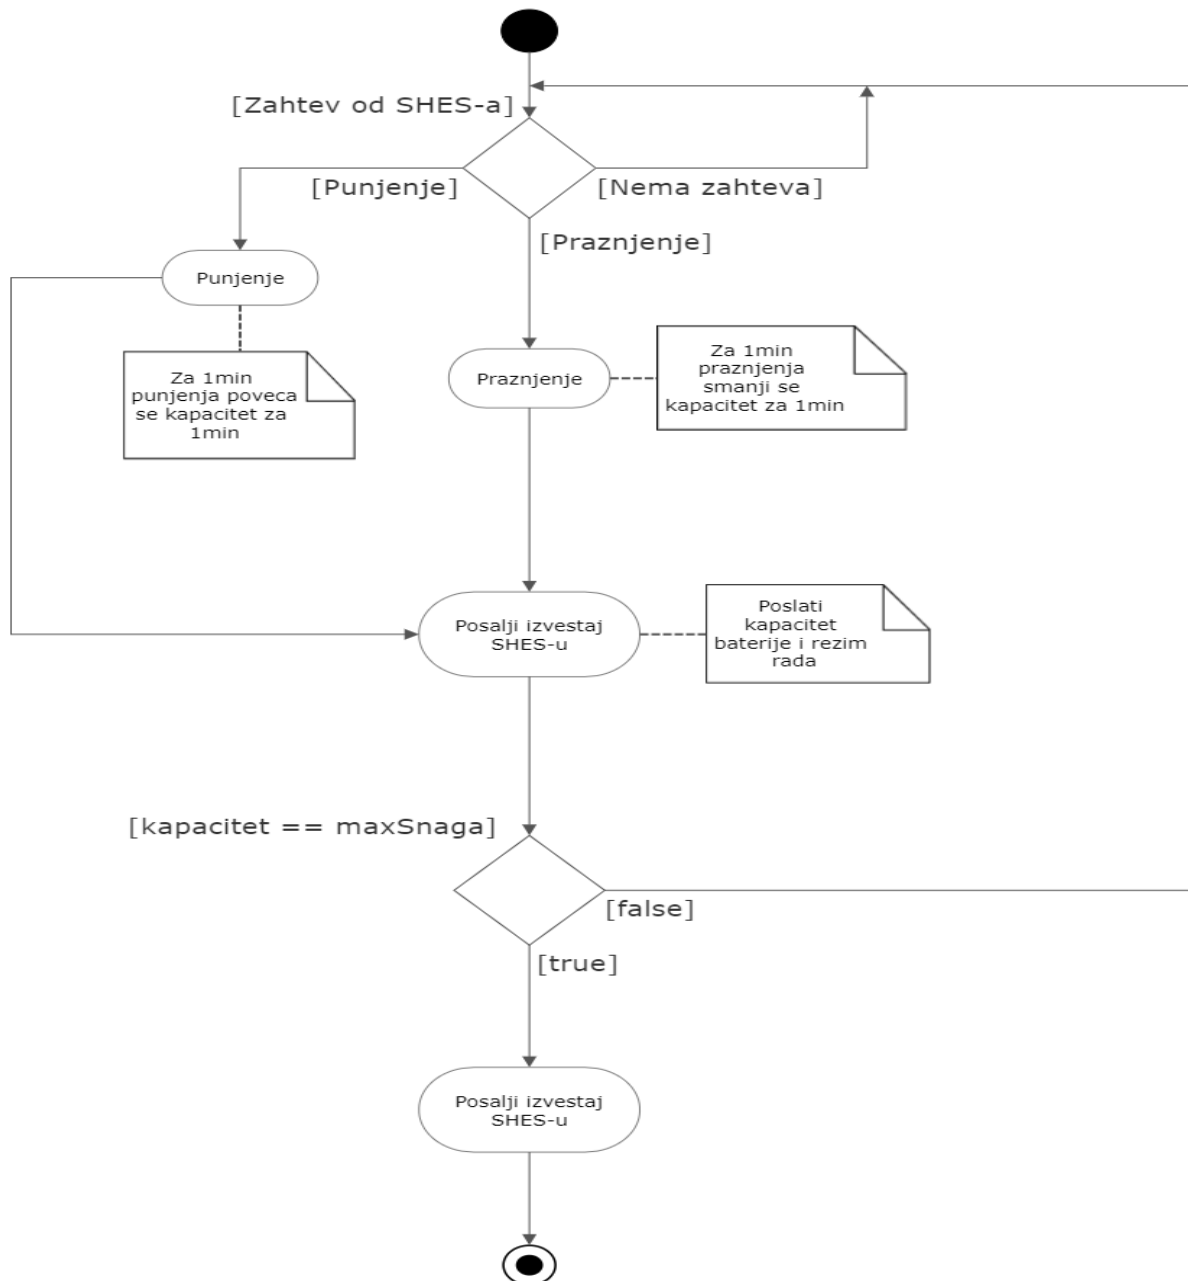 [Zahtev od SHES-a]
[Punjenje]
[Nema zahteva]
[Praznjenje]
Punjenje
Za 1min
punjenja poveca
se kapacitet za
1min
Praznjenje
Za 1min
praznjenja
smanji se
kapacitet za 1min
Posalji izvestaj
SHES-u
Poslati
kapacitet
baterije i rezim
rada
[kapacitet == maxSnaga]
[false]
[true]
Posalji izvestaj
SHES-u